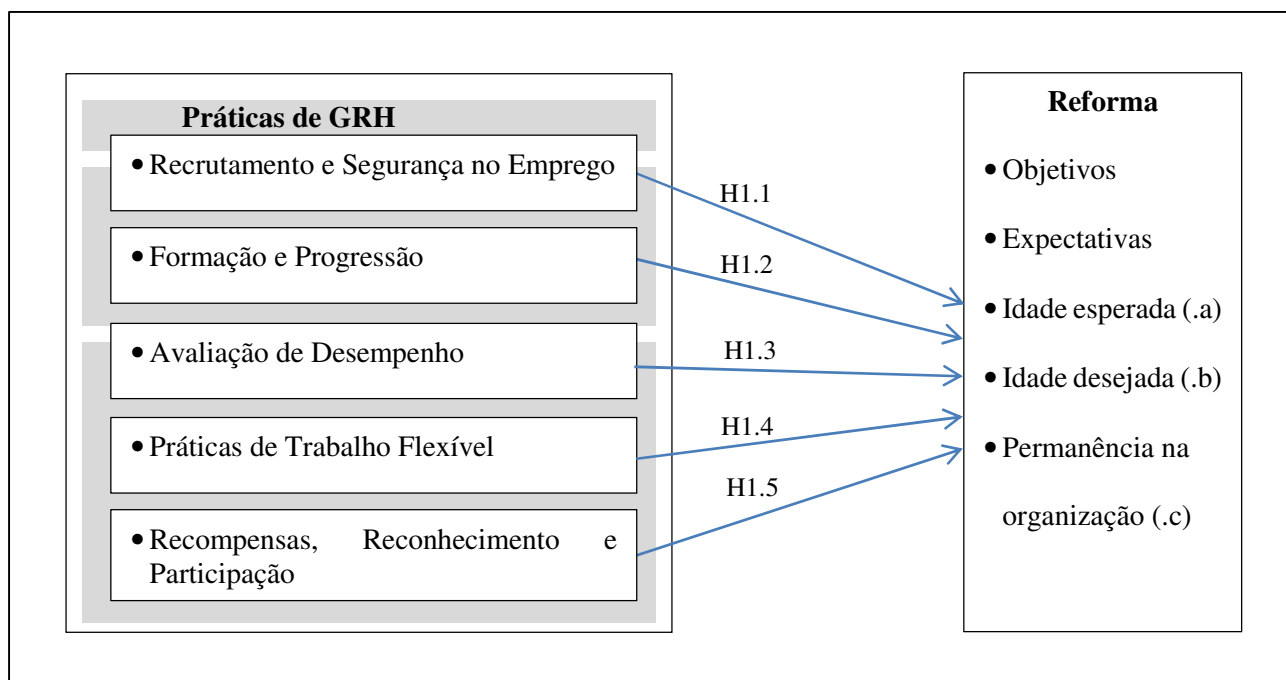 Práticas de GRH
• Recrutamento e Segurança no Emprego
• Formação e Progressão
• Avaliação de Desempenho
• Práticas de Trabalho Flexível
• Recompensas, Reconhecimento e
Participação
H1.1
H1.2
H1.3
H1.4
H1.5
Reforma
• Objetivos
• Expectativas
• Idade esperada (.a)
• Idade desejada (.b)
• Permanência na
organização (.c)